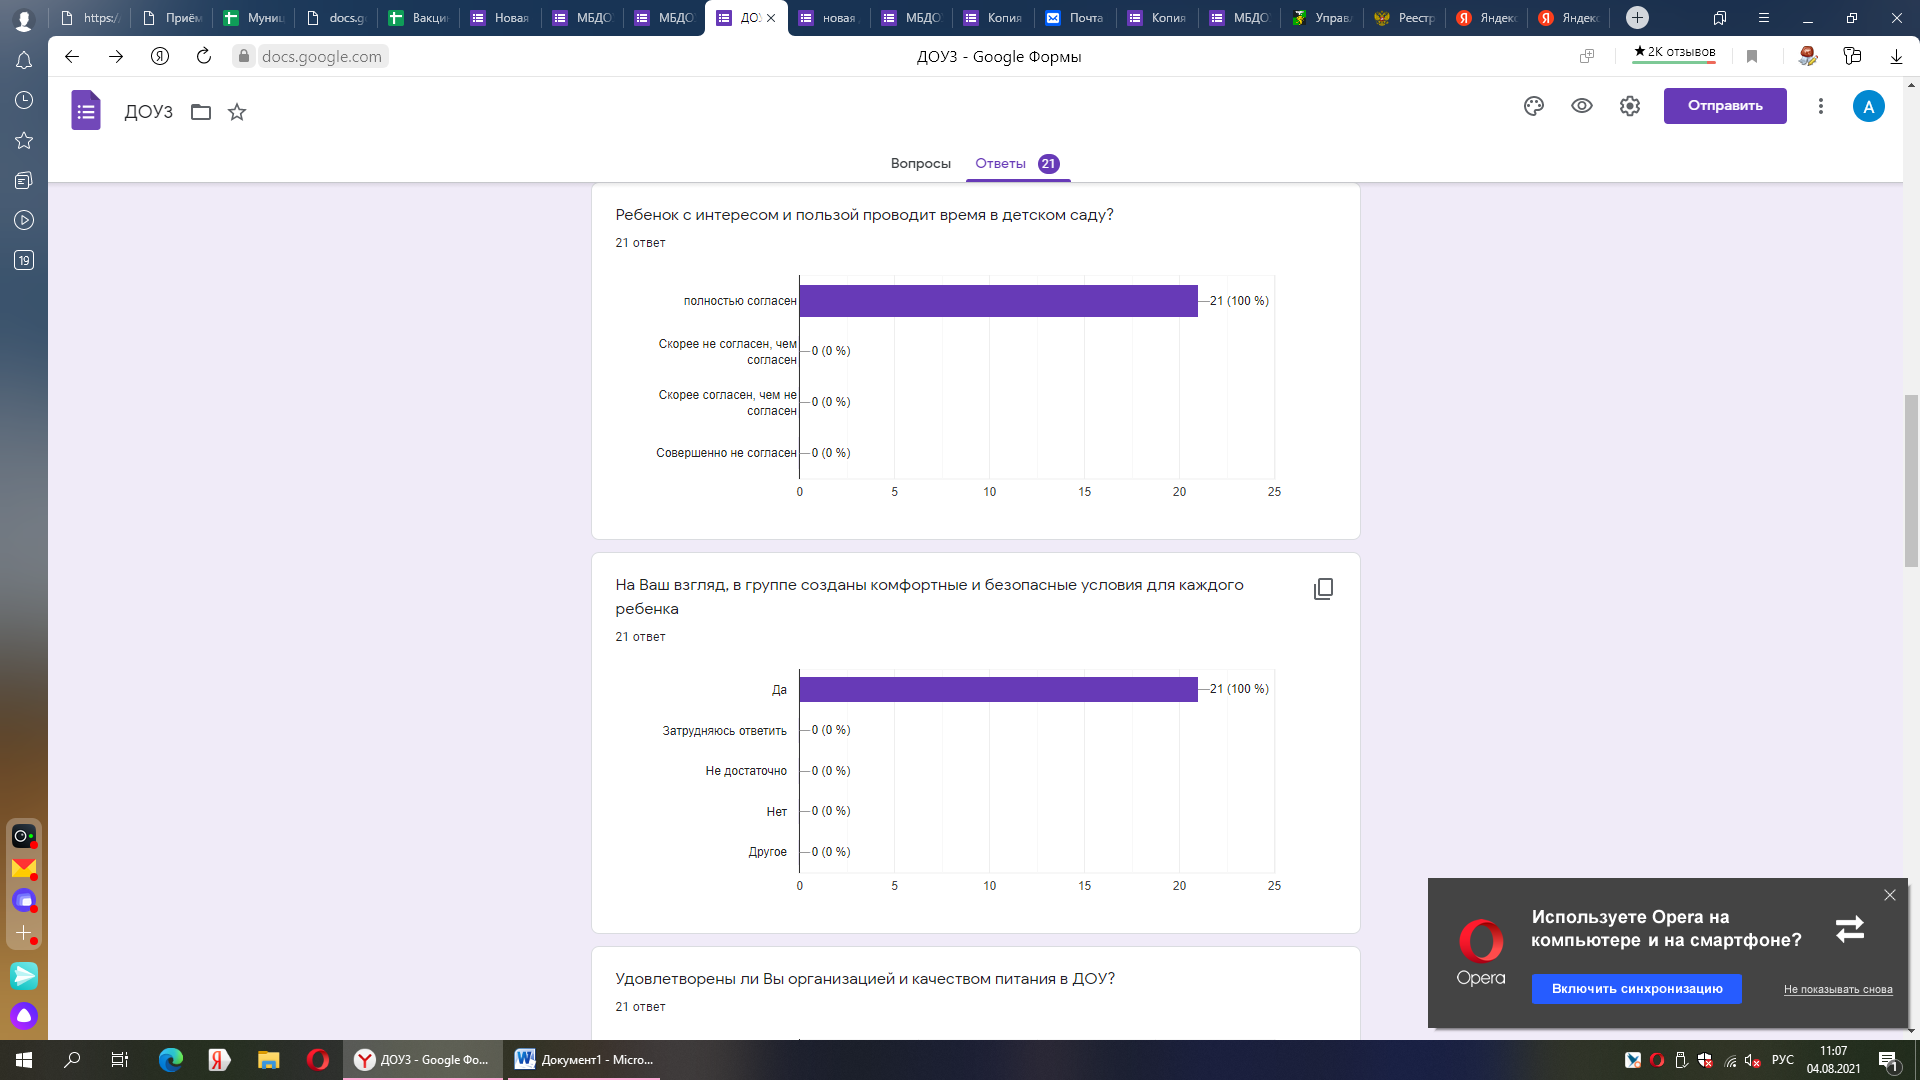 https:/
Приём
Муниц
docs.go
Вакци
Новая
МБДО
МБДО
ДОУ
новая
МБДО
Копия
Почта
Копия
МБДО
Управл
Реестр
Яндекс
Яндекс
docs.google.com
ДОУ3 - Google Формы
★2К отзывов
ДОУ3
Отправить
А
Вопросы
Ответы 21
19
Ребенок с интересом и пользой проводит время в детском саду?
21 ответ
полностью согласен
21 (100 %)
Скорее не согласен, чем
согласен
0 (0 %)
Скорее согласен, чем не
согласен
0 (0 %)
Совершенно не согласен
0 (0 %)
0 5 10 15 20 25
На Ваш взгляд, в группе созданы комфортные и безопасные условия для каждого
ребенка
21 ответ
Да
21 (100 %)
Затрудняюсь ответить
0 (0 %)
Не достаточно
0 (0 %)
Нет
0 (0 %)
Другое
0 (0 %)
0 5 10 15 20 25
Удовлетворены ли Вы организацией и качеством питания в ДОУ?
21 ответ
Используете Opera на
компьютере и на смартфоне?
Opera
Включить синхронизацию
Не показывать снова
ДОУ3 - Google Фо...
Документ1 - Micro...
РУС
11:07
04.08.2021
1